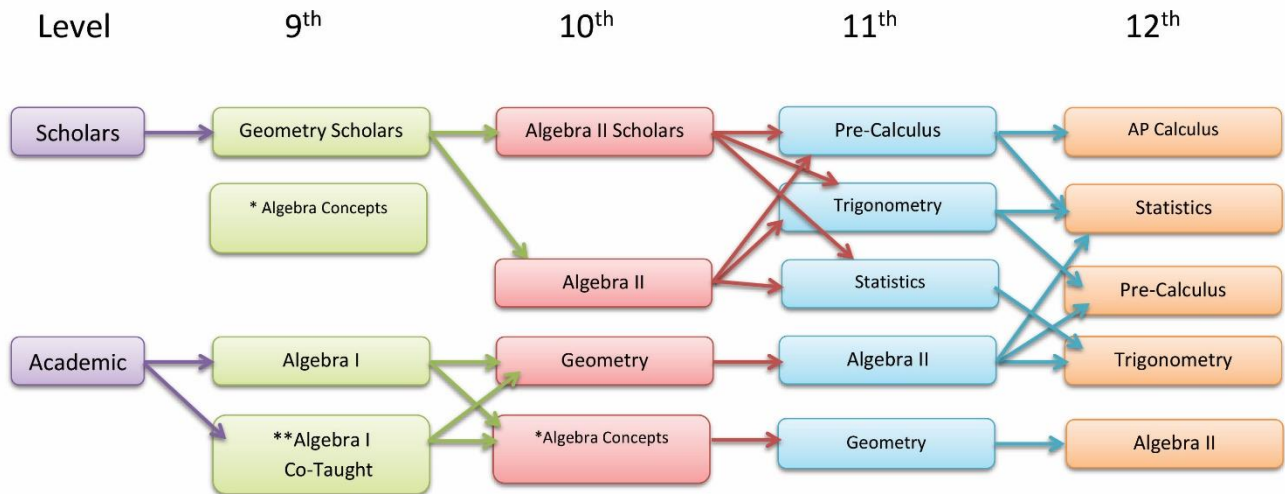 Level 9th 10th 11th 12th
Scholars Geometry Scholars Algebra II Scholars Pre-Calculus AP Calculus
* Algebra Concepts Trigonometry Statistics
Algebra II Statistics Pre-Calculus
Academic Algebra I Geometry Algebra II Trigonometry
**Algebra I
Co-Taught
*Algebra Concepts Geometry Algebra II